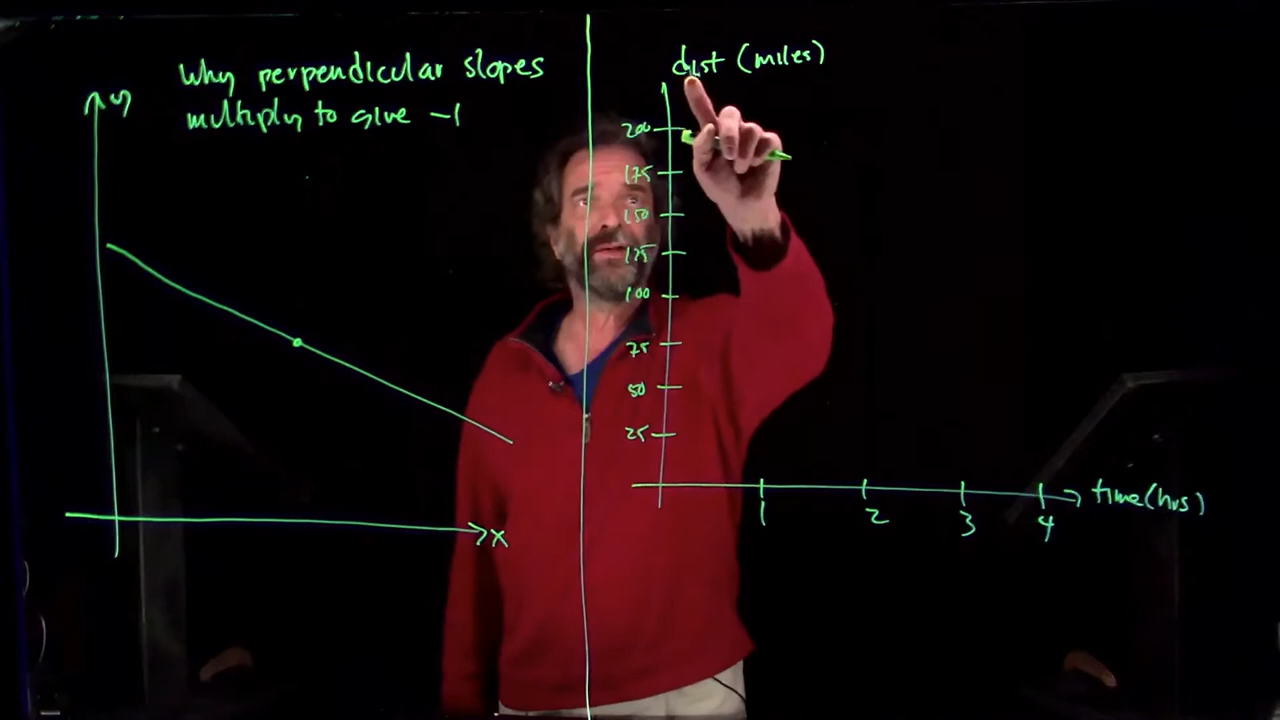 Why perpendicular slopes
multiply to give -1
y
x
dist (miles)
200
175
150
125
100
75
50
25
1 2 3 4
time (hrs)